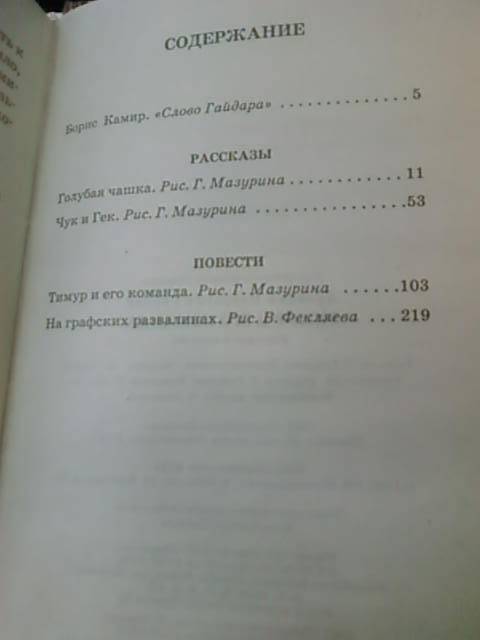 СОДЕРЖАНИЕ
Борис Камир. «Слово Гайдара» . . . . . . . . . . . . 5
РАССКАЗЫ
Голубая чашка. Рис. Г. Мазурина . . . . . . . . . . . 11
Чук и Гек. Рис. Г. Мазурина . . . . . . . . . . . . . . .53
ПОВЕСТИ
Тимур и его команда. Рис. Г. Мазурина . . . . . .103
На графских развалинах. Рис. В. Фекляева . . . 219